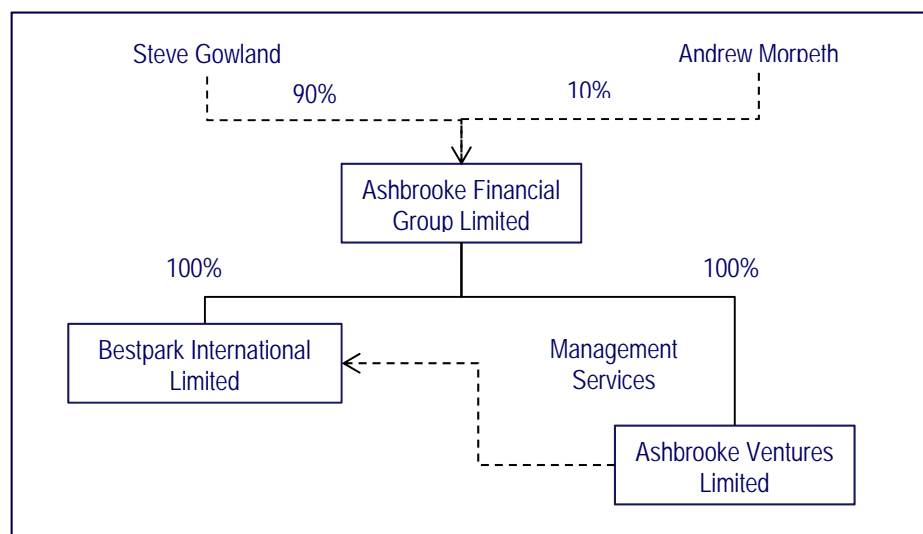 Steve Gowland
Andrew Morpeth
90%
10%
Ashbrooke Financial
Group Limited
100%
100%
Bestpark International
Limited
Management
Services
Ashbrooke Ventures
Limited